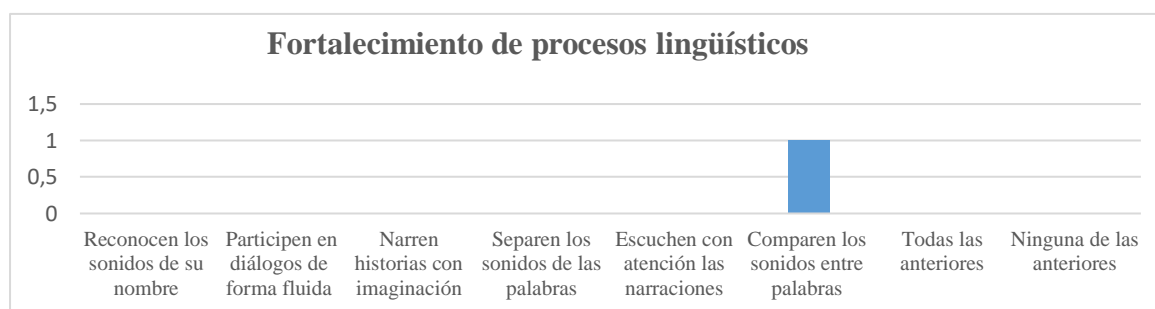 Fortalecimiento de procesos lingüísticos
1,5
1
0,5
0
Reconocen los
sonidos de su
nombre
Participen en
diálogos de
forma fluida
Narren
historias con
imaginación
Separen los
sonidos de las
palabras
Escuchen con
atención las
narraciones
Comparen los
sonidos entre
palabras
Todas las
anteriores
Ninguna de las
anteriores